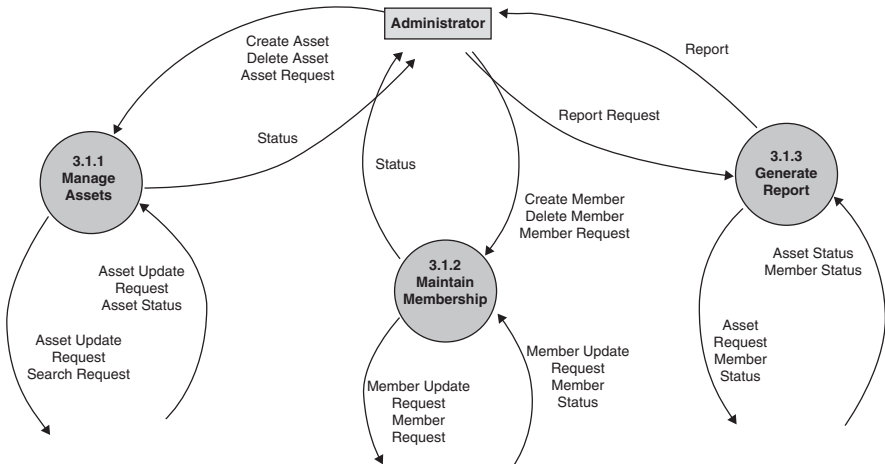 Administrator
Create Asset
Delete Asset
Asset Request
Report
Report Request
Status
Status
3.1.1
Manage
Assets
3.1.3
Generate
Report
Create Member
Delete Member
Member Request
3.1.2
Maintain
Membership
Asset Update
Request
Asset Status
Asset Status
Member Status
Asset Update
Request
Search Request
Asset
Request
Member
Status
Member Update
Request
Member
Request
Member Update
Request
Member
Status